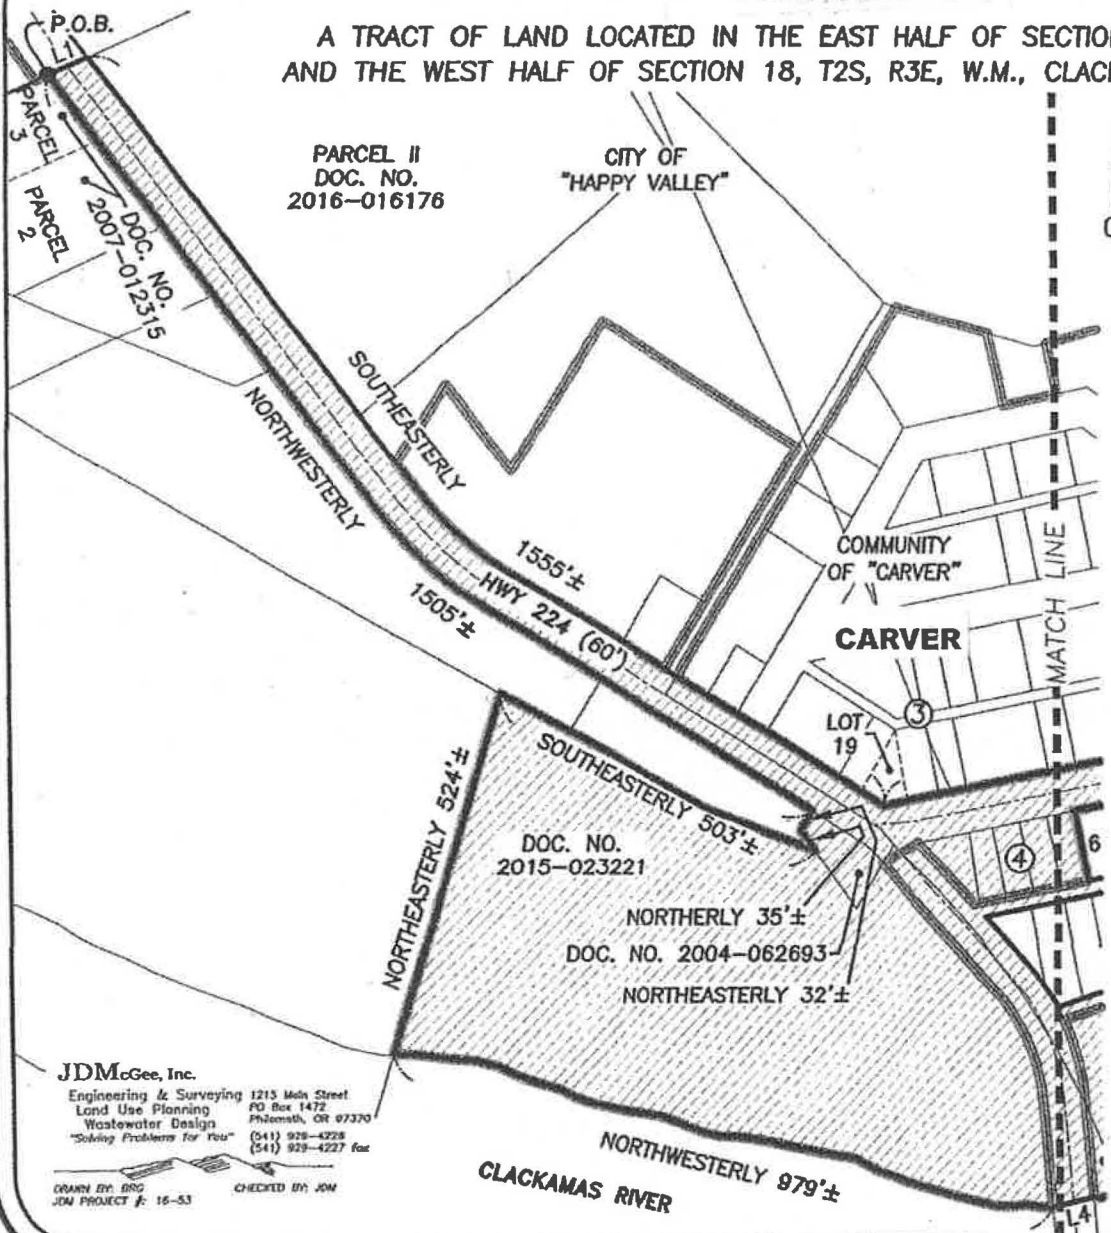 P.O.B.
L1
A TRACT OF LAND LOCATED IN THE EAST HALF OF SECTIO
AND THE WEST HALF OF SECTION 18, T2S, R3E, W.M., CLAC
PARCEL
3
PARCEL
2
DOC. NO.
2007-012315
PARCEL II
DOC. NO.
2016-016176
CITY OF
"HAPPY VALLEY"
SOUTHEASTERLY
NORTHWESTERLY
1555'±
HWY 224 (60')
1505'±
COMMUNITY
OF "CARVER"
CARVER
MATCH LINE
LOT
19
3
4
6
SOUTHEASTERLY 503'±
NORTHEASTERLY 524'±
DOC. NO.
2015-023221
NORTHERLY 35'±
DOC. NO. 2004-062693
NORTHEASTERLY 32'±
NORTHWESTERLY 979'±
CLACKAMAS RIVER
L4
JDMcGee, Inc.
Engineering & Surveying
Land Use Planning
Wastewater Design
"Solving Problems for You"
1215 Main Street
PO Box 1472
Philomath, OR 97370
(541) 929-4228
(541) 929-4227 fax
DRAWN BY: BRG
CHECKED BY: JDM
JDM PROJECT #: 16-53